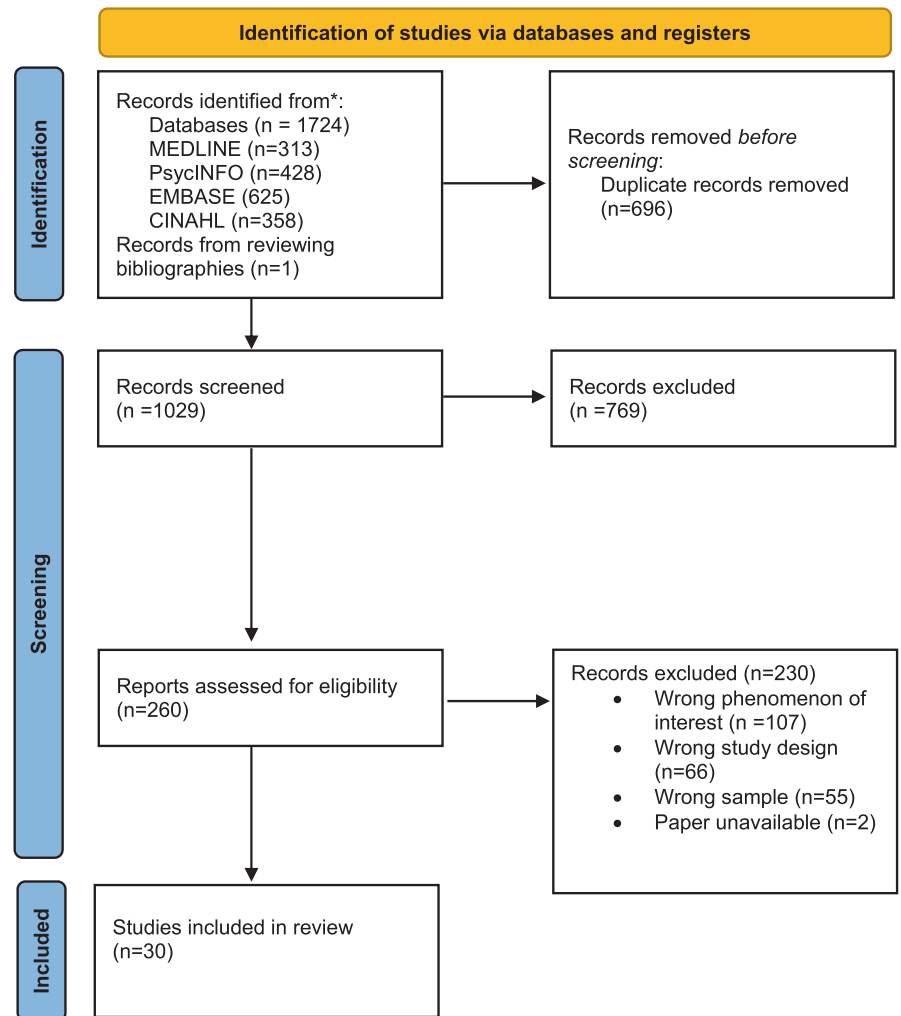 Identification of studies via databases and registers
Identification
Records identified from*:
Databases (n = 1724)
MEDLINE (n=313)
PsycINFO (n=428)
EMBASE (625)
CINAHL (n=358)
Records from reviewing
bibliographies (n=1)
Records removed before
screening:
Duplicate records removed
(n=696)
Screening
Records screened
(n =1029)
Records excluded
(n =769)
Reports assessed for eligibility
(n=260)
Records excluded (n=230)
• Wrong phenomenon of
interest (n =107)
• Wrong study design
(n=66)
• Wrong sample (n=55)
• Paper unavailable (n=2)
Included
Studies included in review
(n=30)